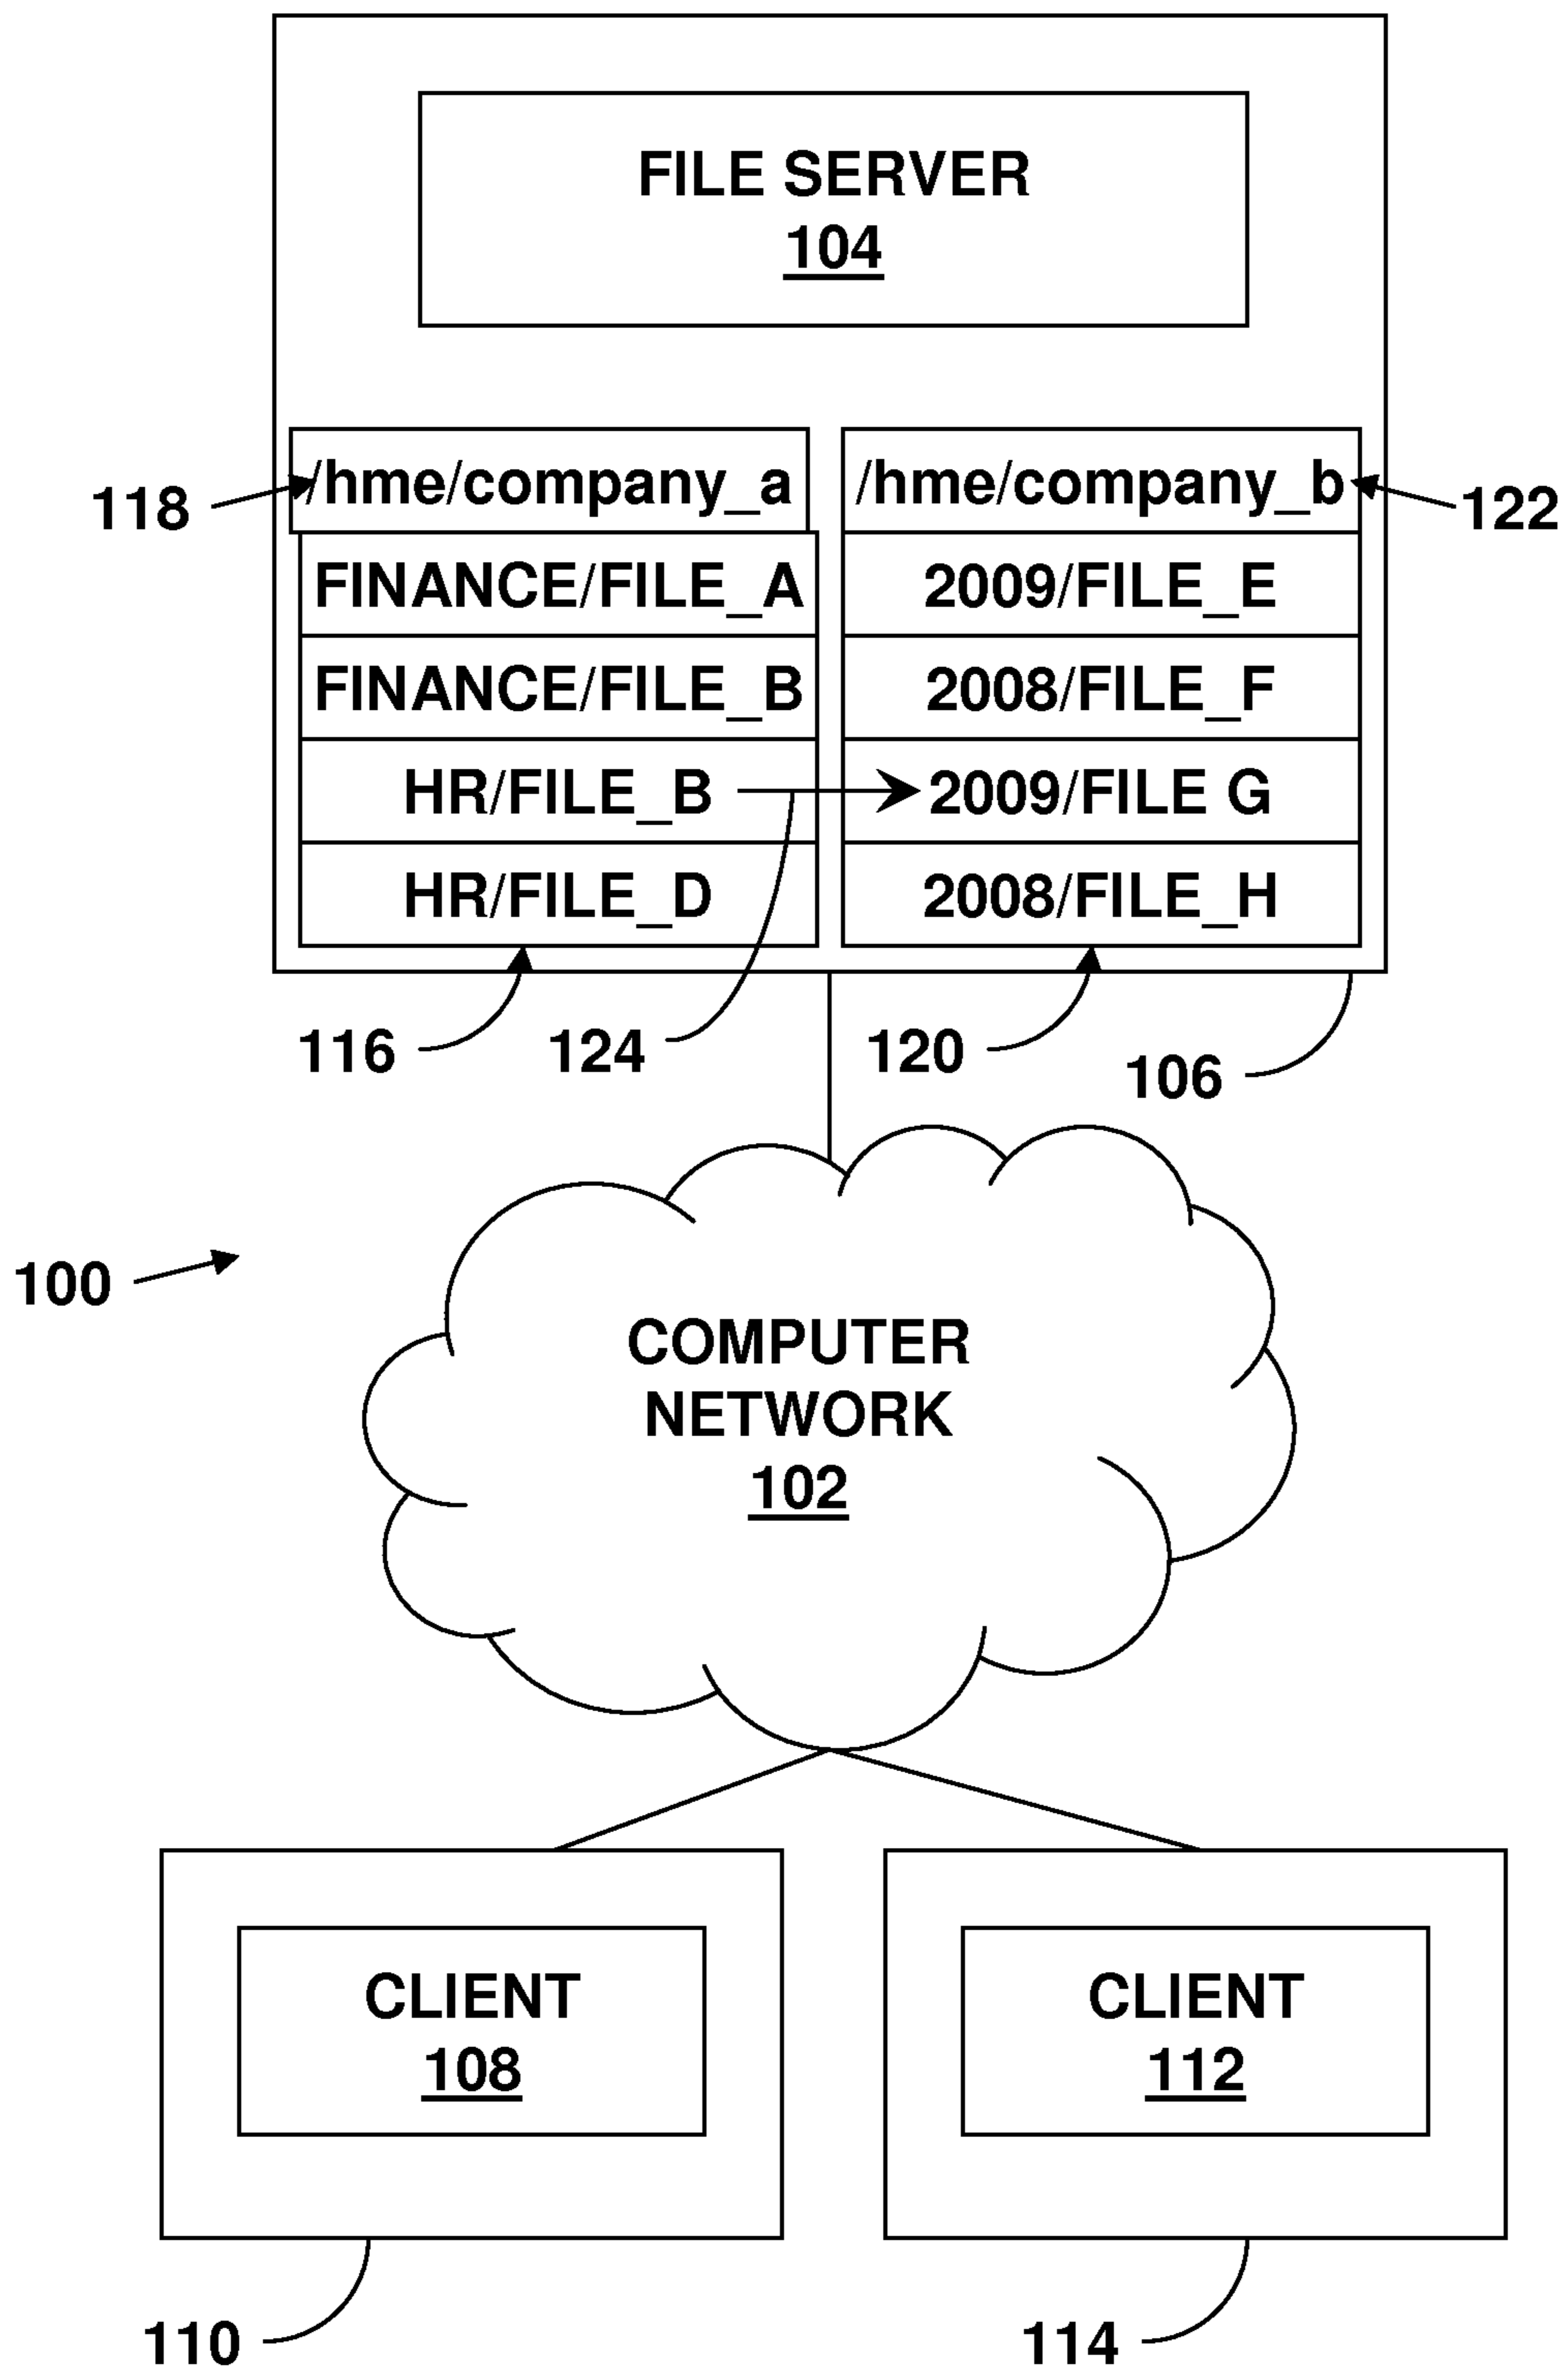 FILE SERVER
104
/hme/company_a
/hme/company_b
118
122
FINANCE/FILE_A
2009/FILE_E
FINANCE/FILE_B
2008/FILE_F
HR/FILE_B
2009/FILE G
HR/FILE_D
2008/FILE_H
116
124
120
106
100
COMPUTER
NETWORK
102
CLIENT
108
CLIENT
112
110
114